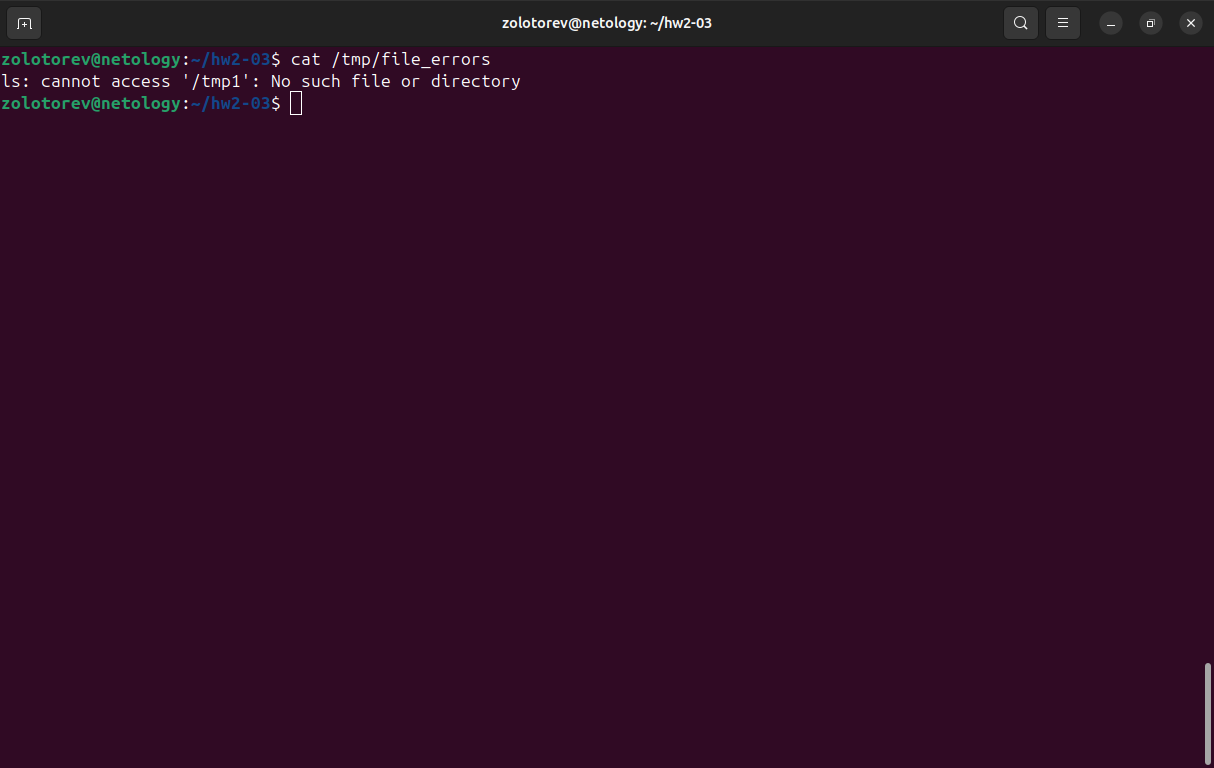 zolotorev@netology: ~/hw2-03
zolotorev@netology:~/hw2-03$ cat /tmp/file_errors
ls: cannot access '/tmp1': No such file or directory
zolotorev@netology:~/hw2-03$